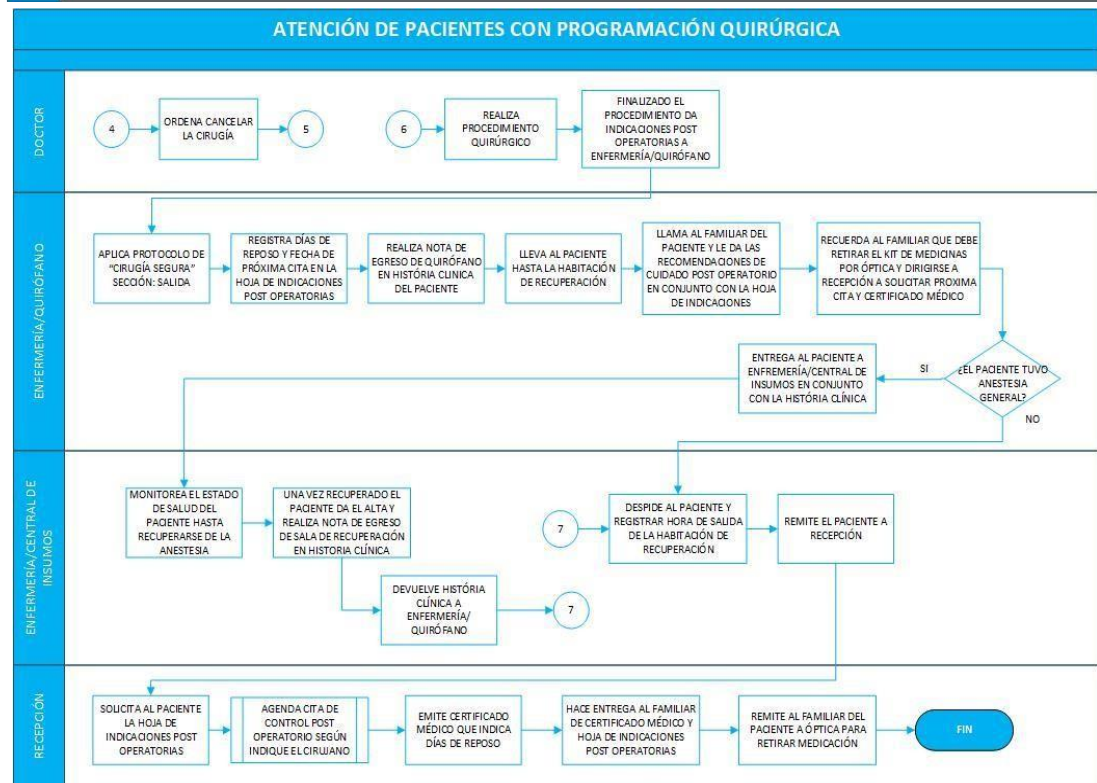 ATENCIÓN DE PACIENTES CON PROGRAMACIÓN QUIRÚRGICA
DOCTOR
4
ORDENA CANCELAR
LA CIRUGÍA
5
6
REALIZA
PROCEDIMIENTO
QUIRÚRGICO
FINALIZADO EL
PROCEDIMIENTO DA
INDICACIONES POST
OPERATORIAS A
ENFERMERÍA/QUIRÓFANO
ENFERMERÍA/QUIRÓFANO
APLICA PROTOCOLO DE
“CIRUGÍA SEGURA”
SECCIÓN: SALIDA
REGISTRA DÍAS DE
REPOSO Y FECHA DE
PRÓXIMA CITA EN LA
HOJA DE INDICACIONES
POST OPERATORIAS
REALIZA NOTA DE
EGRESO DE QUIRÓFANO
EN HISTÓRIA CLINICA
DEL PACIENTE
LLEVA AL PACIENTE
HASTA LA HABITACIÓN
DE RECUPERACIÓN
LLAMA AL FAMILIAR DEL
PACIENTE Y LE DA LAS
RECOMENDACIONES DE
CUIDADO POST OPERATORIO
EN CONJUNTO CON LA HOJA
DE INDICACIONES
RECUERDA AL FAMILIAR QUE DEBE
RETIRAR EL KIT DE MEDICINAS
POR ÓPTICA Y DIRIGIRSE A
RECEPCIÓN A SOLICITAR PROXIMA
CITA Y CERTIFICADO MÉDICO
¿EL PACIENTE TUVO
ANESTESIA
GENERAL?
SI
NO
ENTREGA AL PACIENTE A
ENFREMERÍA/CENTRAL DE
INSUMOS EN CONJUNTO
CON LA HISTÓRIA CLÍNICA
ENFERMERÍA/CENTRAL DE
INSUMOS
MONITOREA EL ESTADO
DE SALUD DEL
PACIENTE HASTA
RECUPERARSE DE LA
ANESTESIA
UNA VEZ RECUPERADO EL
PACIENTE DA EL ALTA Y
REALIZA NOTA DE EGRESO
DE SALA DE RECUPERACIÓN
EN HISTORIA CLÍNICA
7
DESPIDE AL PACIENTE Y
REGISTRAR HORA DE SALIDA
DE LA HABITACIÓN DE
RECUPERACIÓN
REMITE EL PACIENTE A
RECEPCIÓN
DEVUELVE HISTÓRIA
CLÍNICA A
ENFERMERÍA/
QUIRÓFANO
7
RECEPCIÓN
SOLICITA AL PACIENTE
LA HOJA DE
INDICACIONES POST
OPERATORIAS
AGENDA CITA DE
CONTROL POST
OPERATORIO SEGÚN
INDIQUE EL CIRUJANO
EMITE CERTIFICADO
MÉDICO QUE INDICA
DÍAS DE REPOSO
HACE ENTREGA AL FAMILIAR
DE CERTIFICADO MÉDICO Y
HOJA DE INDICACIONES
POST OPERATORIAS
REMITE AL FAMILIAR DEL
PACIENTE A ÓPTICA PARA
RETIRAR MEDICACIÓN
FIN